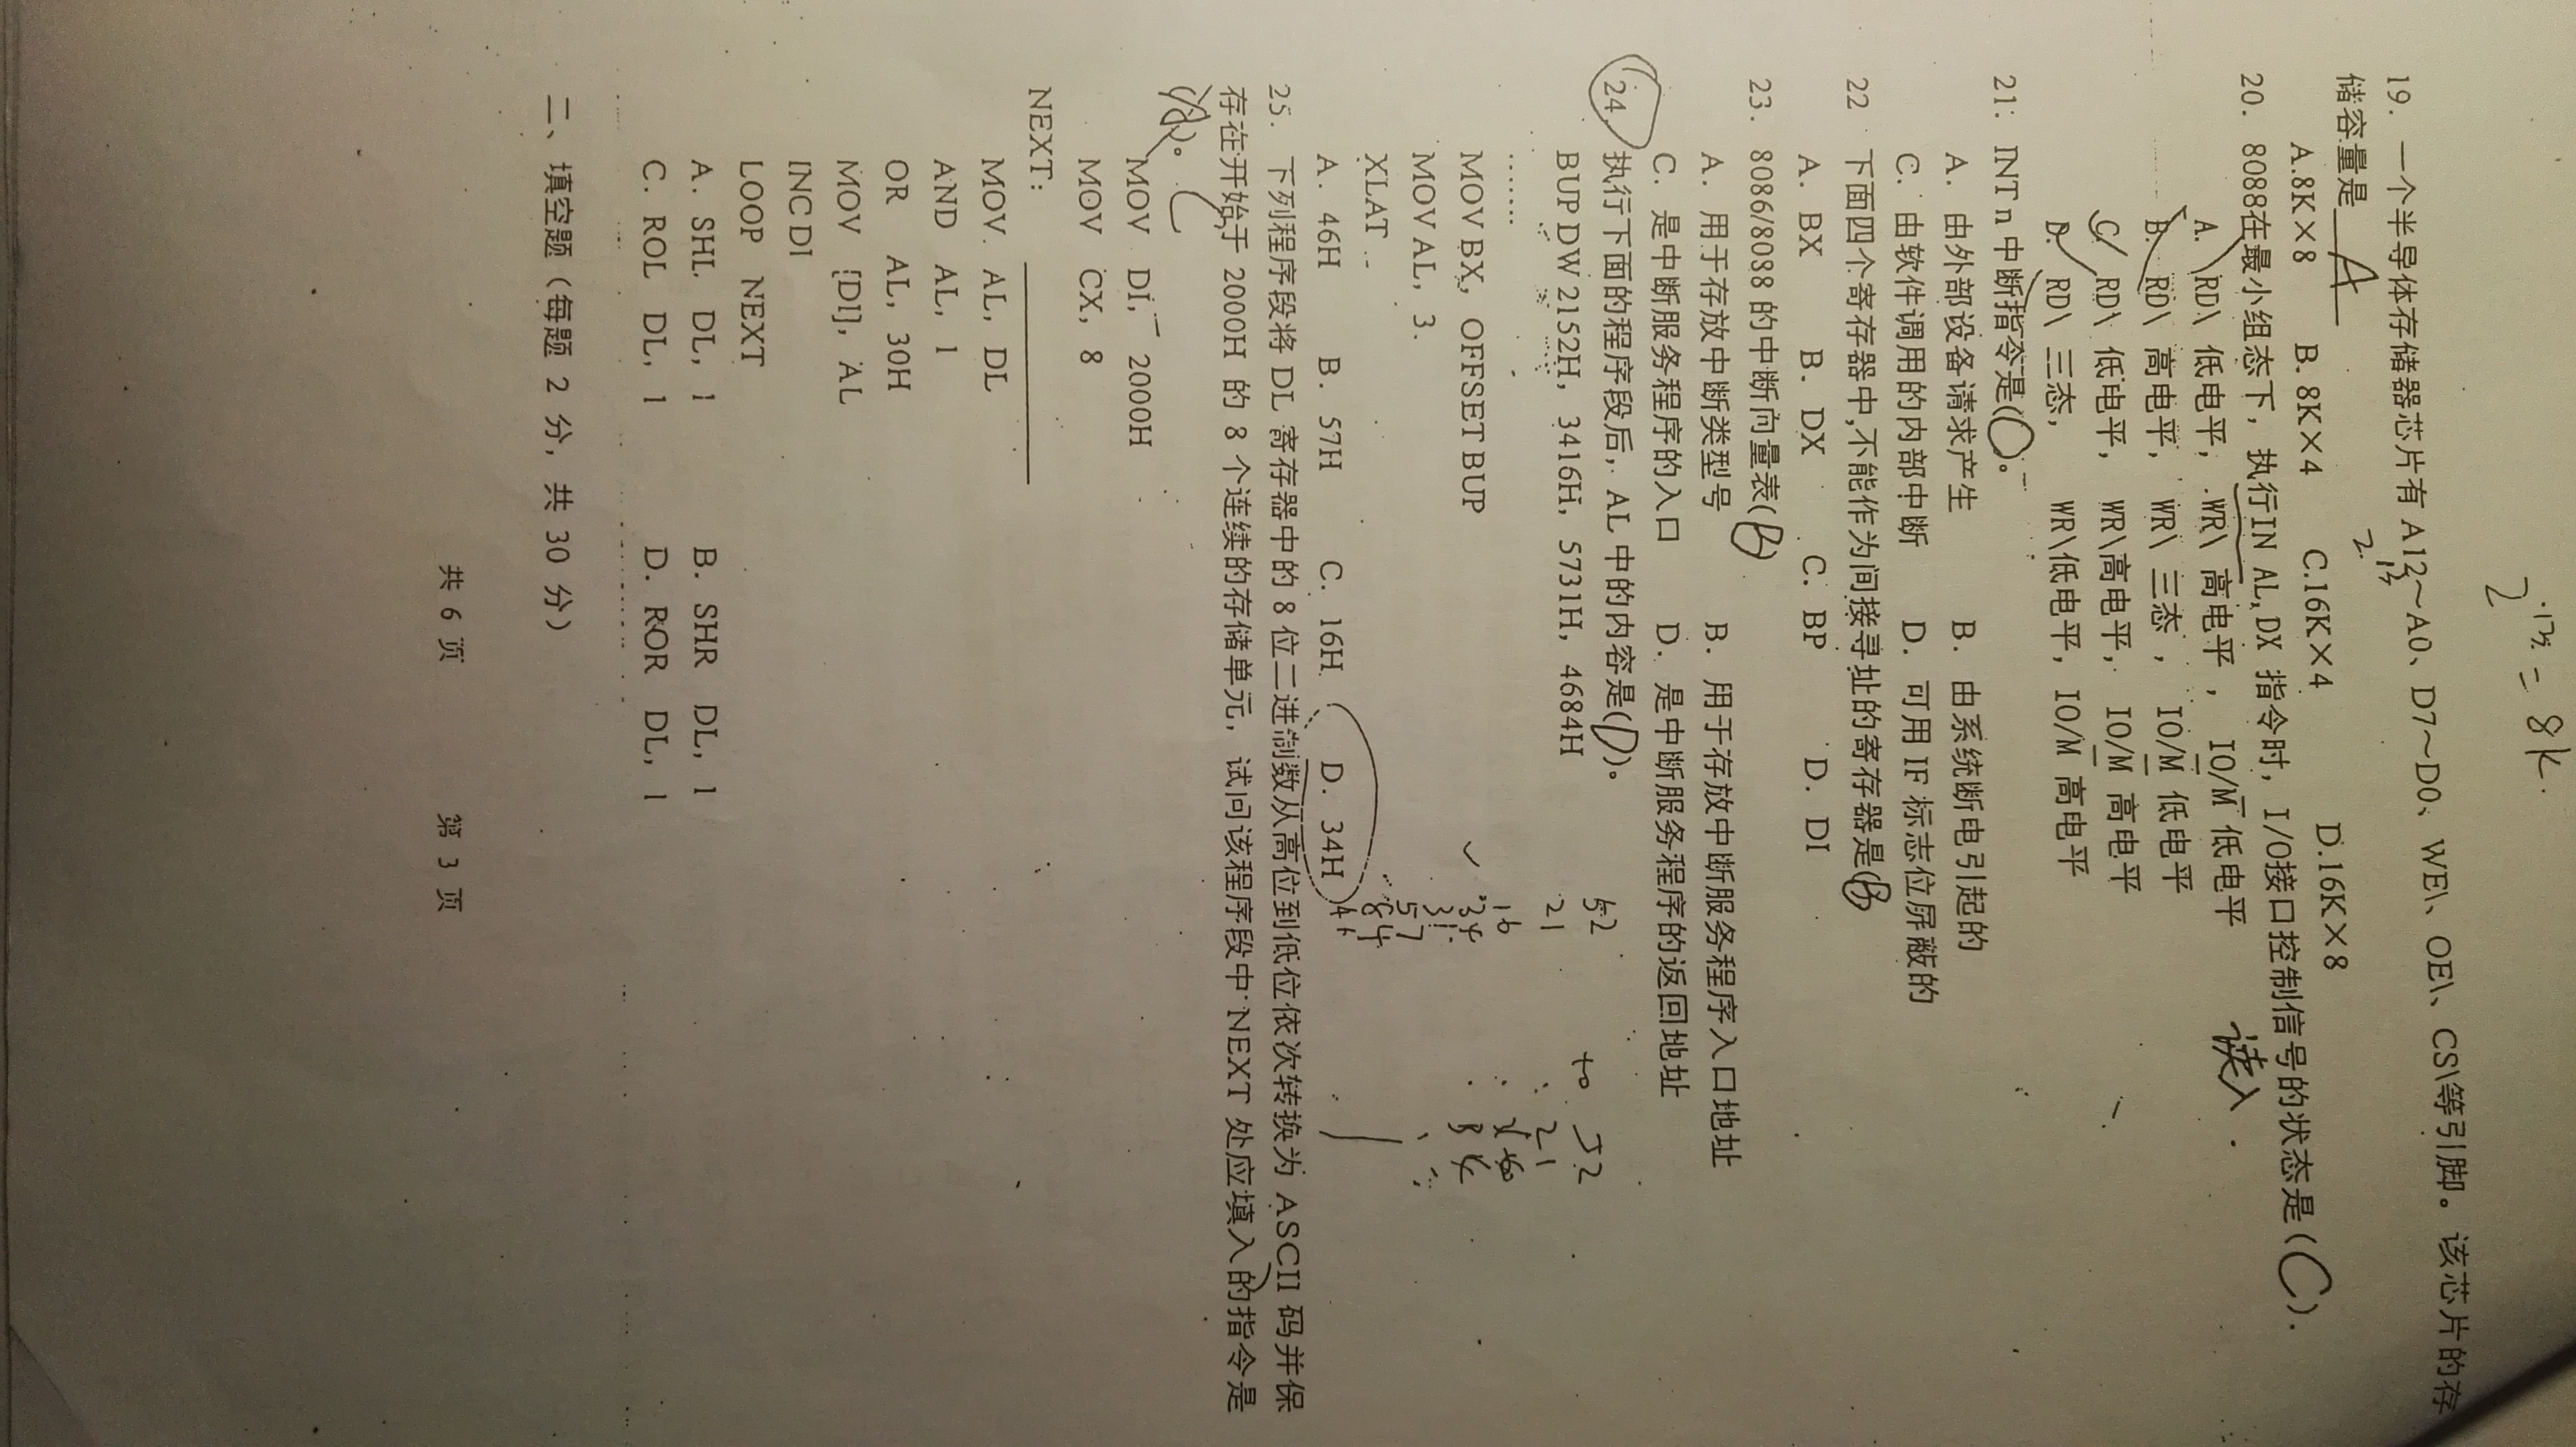 2¹³ = 8k.
19. 一个半导体存储器芯片有 A12～A0、D7～D0、WE\、OE\、CS\等引脚。该芯片的存
2¹³
储容量是 A
A.8K×8 B. 8K×4 C.16K×4 D.16K×8
20. 8088在最小组态下，执行IN AL,DX 指令时，I/O接口控制信号的状态是 (C).
读入
A. RD\ 低电平, WR\ 高电平, IO/M 低电平
B. RD\ 高电平, WR\ 三态, IO/M 低电平
C. RD\ 低电平, WR\高电平, IO/M 高电平
D. RD\ 三态, WR\低电平, IO/M 高电平
21: INT n 中断指令是(C)。
A. 由外部设备请求产生 B. 由系统断电引起的
C. 由软件调用的内部中断 D. 可用 IF 标志位屏蔽的
22 下面四个寄存器中,不能作为间接寻址的寄存器是(B)
A. BX B. DX C. BP D. DI
23. 8086/8088 的中断向量表(B)
A. 用于存放中断类型号 B. 用于存放中断服务程序入口地址
C. 是中断服务程序的入口 D. 是中断服务程序的返回地址
24. 执行下面的程序段后，AL 中的内容是(D)。
BUP DW 2152H, 3416H, 5731H, 4684H
……
MOV BX, OFFSET BUP
MOV AL, 3
XLAT
52
21
16
34
31
57
84
46
+0 52
21
34
A. 46H B. 57H C. 16H D. 34H
25. 下列程序段将 DL 寄存器中的 8 位二进制数从高位到低位依次转换为 ASCII 码并保
存在开始于 2000H 的 8 个连续的存储单元，试问该程序段中 NEXT 处应填入的指令是
()。 C
MOV DI, 2000H
MOV CX, 8
NEXT:
MOV AL, DL
AND AL, 1
OR AL, 30H
MOV [DI], AL
INC DI
LOOP NEXT
A. SHL DL, 1 B. SHR DL, 1
C. ROL DL, 1 D. ROR DL, 1
二、填空题（每题 2 分，共 30 分）
共 6 页 第 3 页